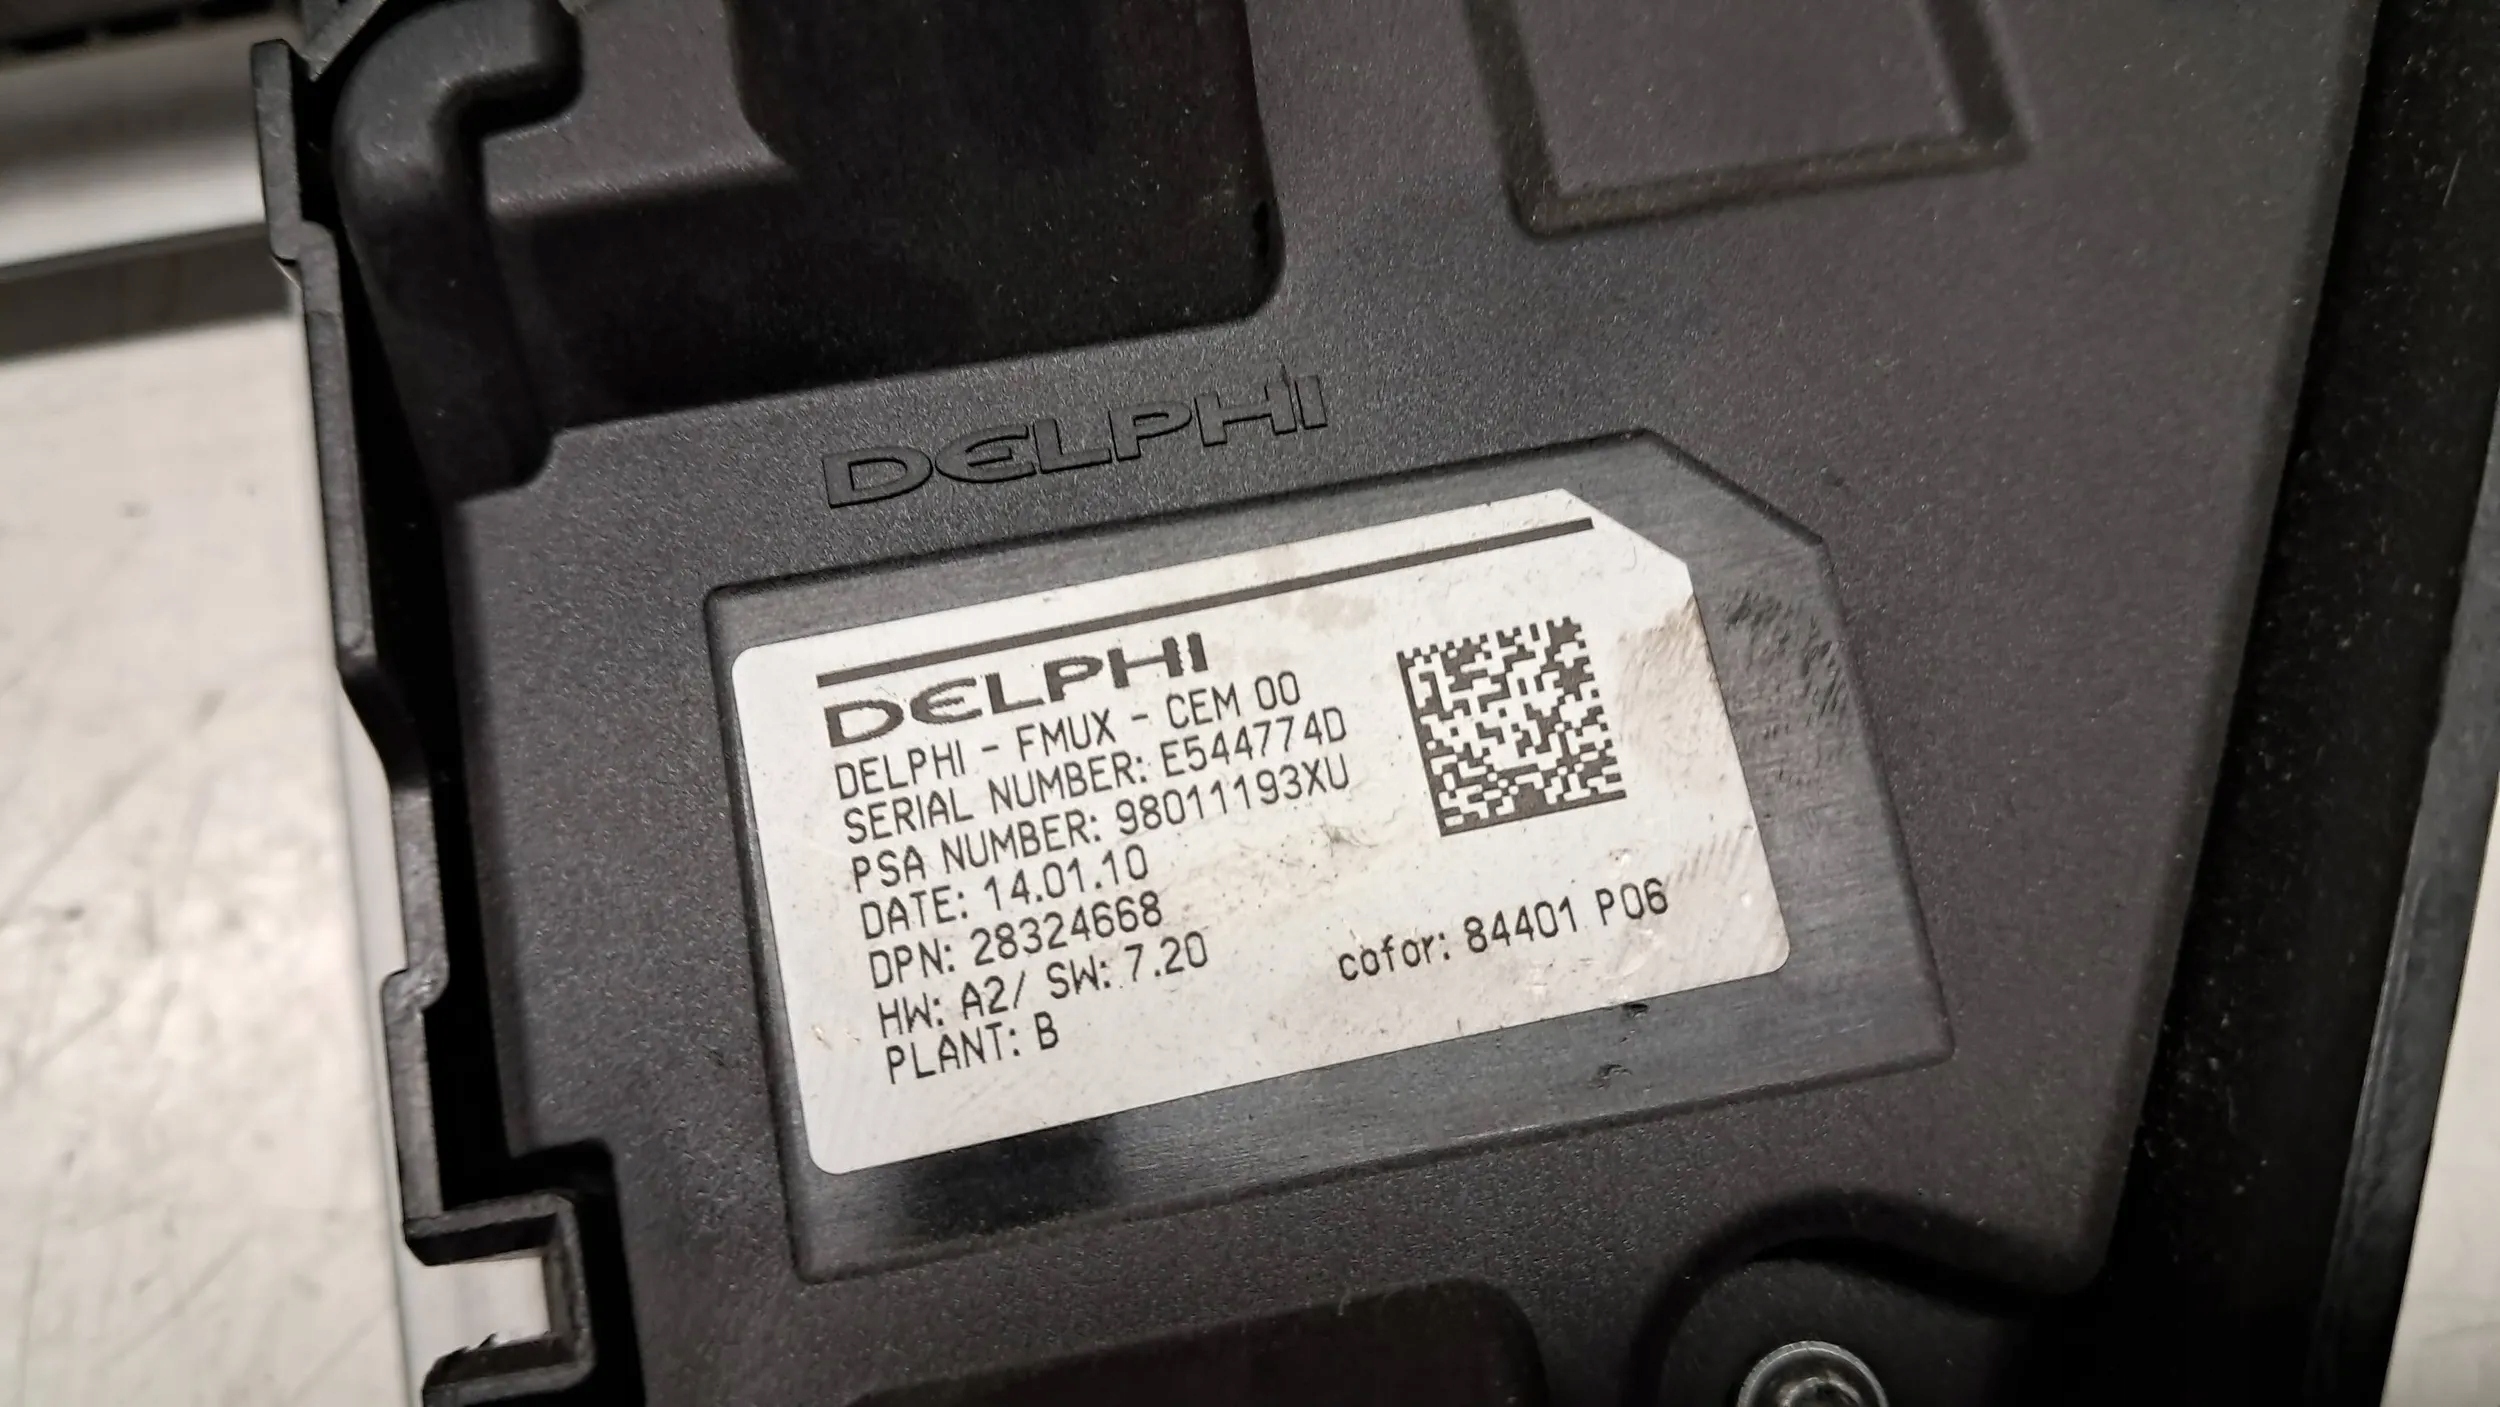 DELPHI
DELPHI
DELPHI - FMUX - CEM 00
SERIAL NUMBER: E544774D
PSA NUMBER: 98011193XU
DATE: 14.01.10
DPN: 28324668
HW: A2/ SW: 7.20
cofor: 84401 P06
PLANT: B